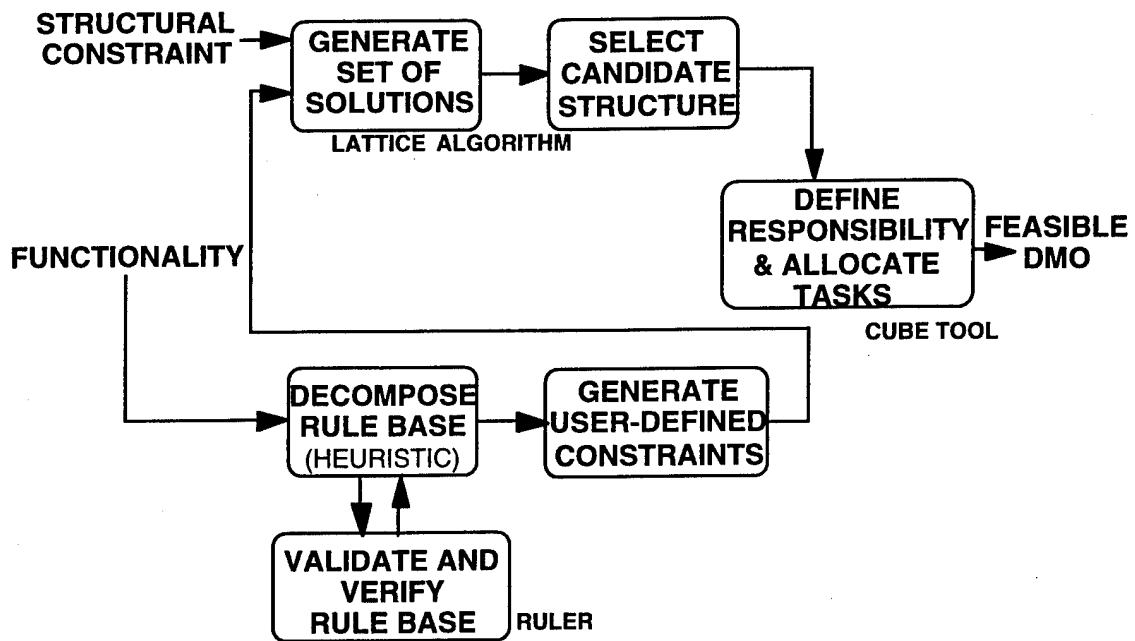 STRUCTURAL
CONSTRAINT
GENERATE
SET OF
SOLUTIONS
LATTICE ALGORITHM
SELECT
CANDIDATE
STRUCTURE
DEFINE
RESPONSIBILITY
& ALLOCATE
TASKS
CUBE TOOL
FEASIBLE
DMO
FUNCTIONALITY
DECOMPOSE
RULE BASE
(HEURISTIC)
GENERATE
USER-DEFINED
CONSTRAINTS
VALIDATE AND
VERIFY
RULE BASE
RULER